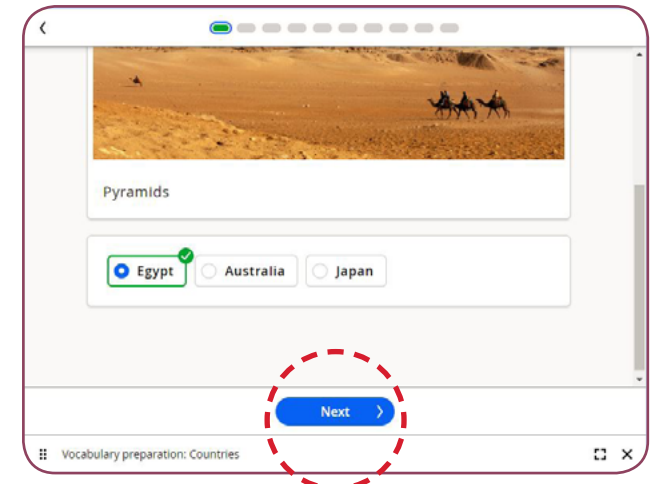 Pyramids
Egypt Australia Japan
Next
Vocabulary preparation: Countries